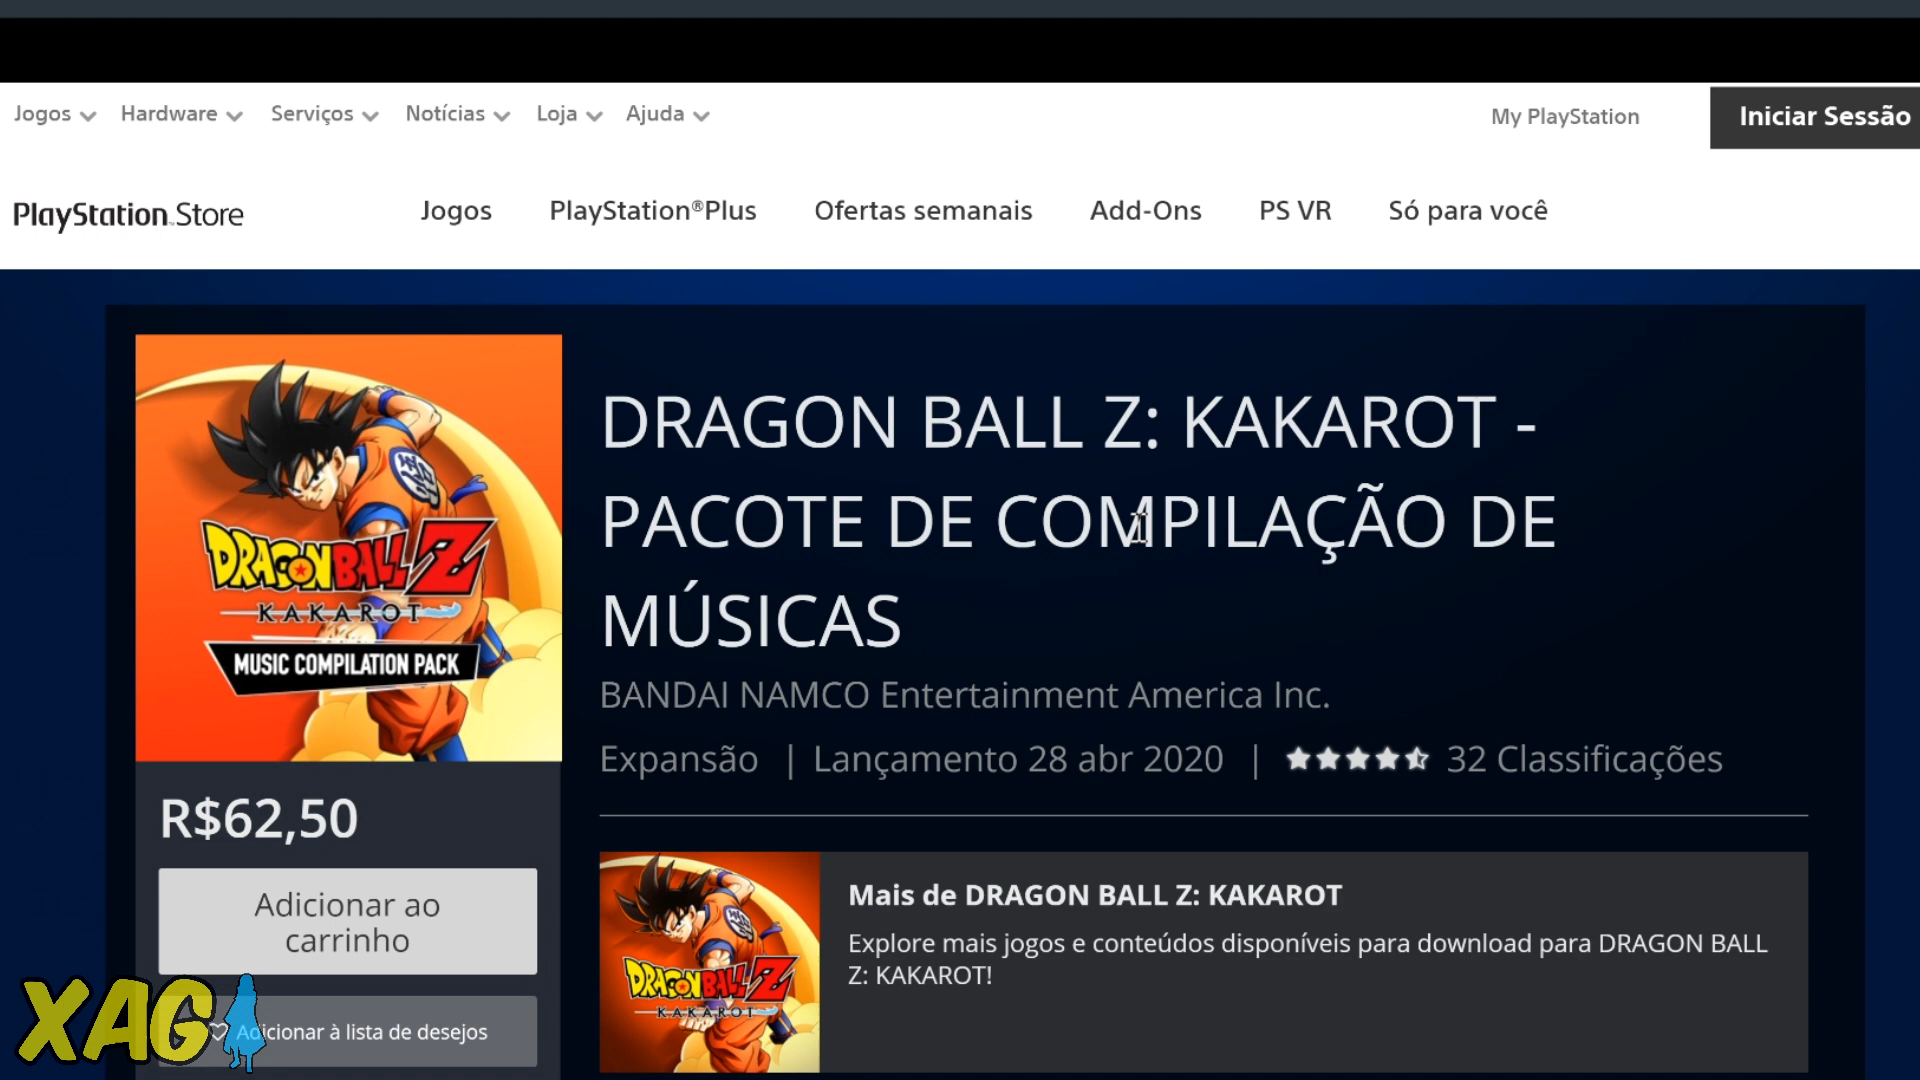 Jogos Hardware Serviços Notícias Loja Ajuda My PlayStation Iniciar Sessão
PlayStation Store Jogos PlayStation®Plus Ofertas semanais Add-Ons PS VR Só para você
DRAGON BALL Z: KAKAROT -
PACOTE DE COMPILAÇÃO DE
MÚSICAS
BANDAI NAMCO Entertainment America Inc.
Expansão | Lançamento 28 abr 2020 | 32 Classificações
DRAGON BALL Z
KAKAROT
MUSIC COMPILATION PACK
R$62,50
Adicionar ao
carrinho
Adicionar à lista de desejos
DRAGON BALL Z
KAKAROT
Mais de DRAGON BALL Z: KAKAROT
Explore mais jogos e conteúdos disponíveis para download para DRAGON BALL
Z: KAKAROT!
XAG